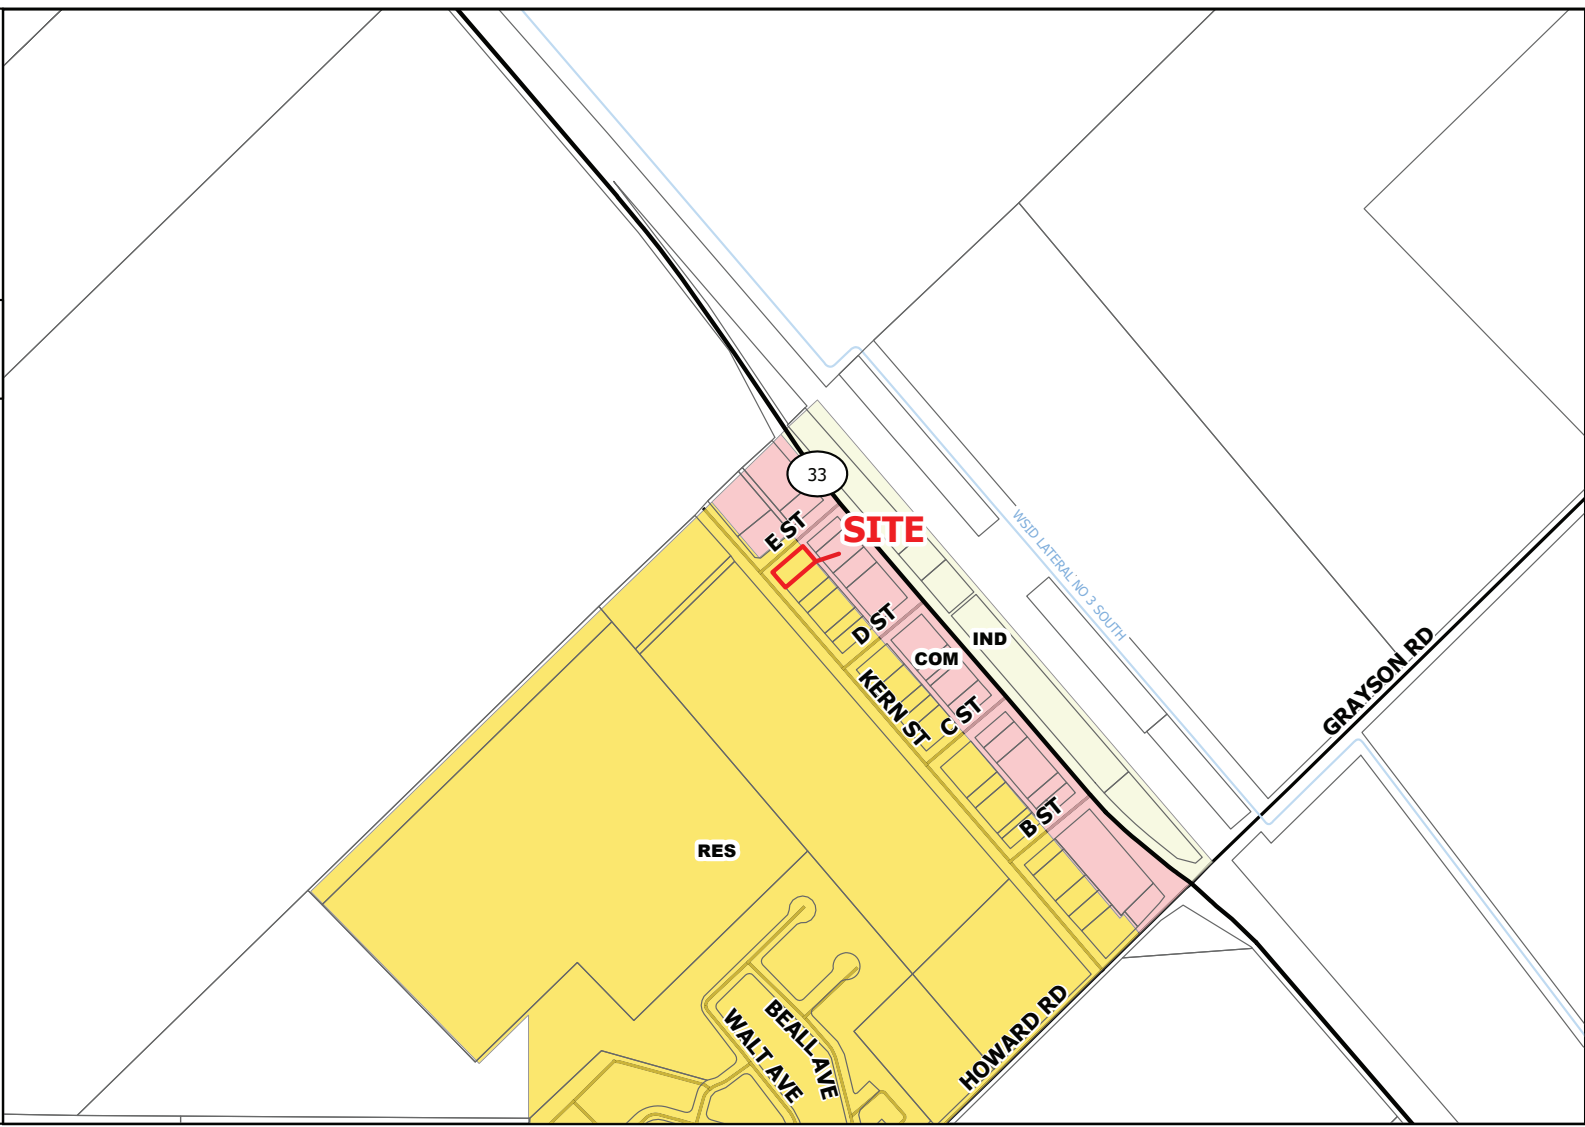 33
E ST
SITE
WSID LATERAL NO 3 SOUTH
D ST
IND
COM
GRAYSON RD
KERN ST
C ST
B ST
RES
HOWARD RD
BEALL AVE
WALT AVE